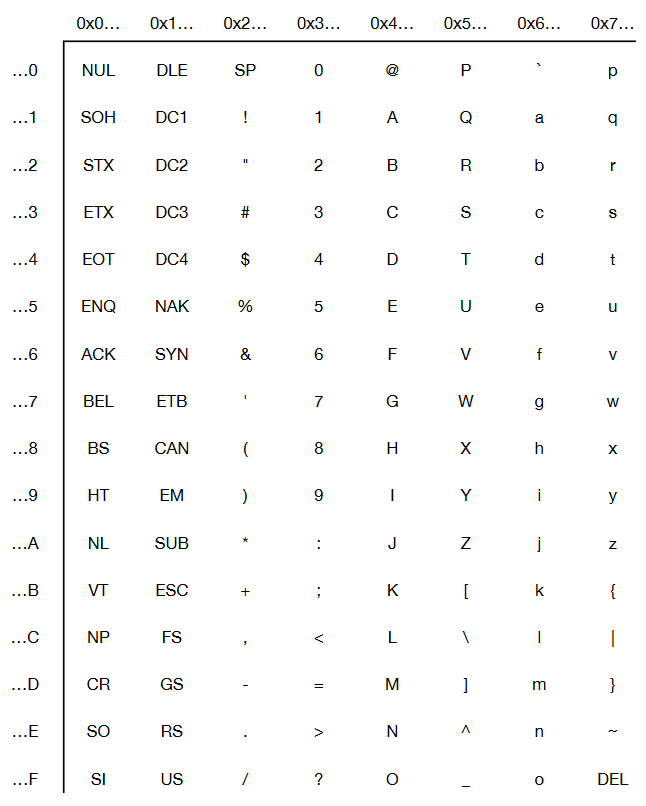 0x0… 0x1… 0x2… 0x3… 0x4… 0x5… 0x6… 0x7…
…0 NUL DLE SP 0 @ P ` p
…1 SOH DC1 ! 1 A Q a q
…2 STX DC2 " 2 B R b r
…3 ETX DC3 # 3 C S c s
…4 EOT DC4 $ 4 D T d t
…5 ENQ NAK % 5 E U e u
…6 ACK SYN & 6 F V f v
…7 BEL ETB ' 7 G W g w
…8 BS CAN ( 8 H X h x
…9 HT EM ) 9 I Y i y
…A NL SUB * : J Z j z
…B VT ESC + ; K [ k {
…C NP FS , < L \ l |
…D CR GS - = M ] m }
…E SO RS . > N ^ n ~
…F SI US / ? O _ o DEL